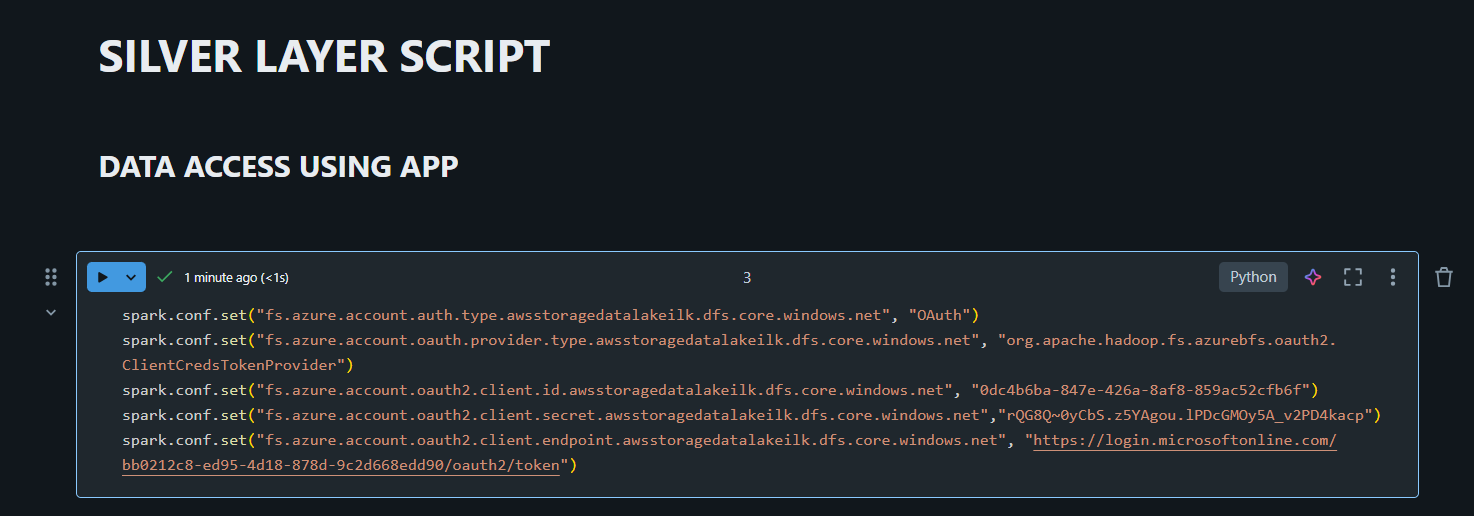 SILVER LAYER SCRIPT
DATA ACCESS USING APP
1 minute ago (<1s)
3
Python
spark.conf.set("fs.azure.account.auth.type.awsstoragedatalakeilk.dfs.core.windows.net", "OAuth")
spark.conf.set("fs.azure.account.oauth.provider.type.awsstoragedatalakeilk.dfs.core.windows.net", "org.apache.hadoop.fs.azurebfs.oauth2.
ClientCredsTokenProvider")
spark.conf.set("fs.azure.account.oauth2.client.id.awsstoragedatalakeilk.dfs.core.windows.net", "0dc4b6ba-847e-426a-8af8-859ac52cfb6f")
spark.conf.set("fs.azure.account.oauth2.client.secret.awsstoragedatalakeilk.dfs.core.windows.net","rQG8Q~0yCbS.z5YAgou.lPDcGMOy5A_v2PD4kacp")
spark.conf.set("fs.azure.account.oauth2.client.endpoint.awsstoragedatalakeilk.dfs.core.windows.net", "https://login.microsoftonline.com/
bb0212c8-ed95-4d18-878d-9c2d668edd90/oauth2/token")